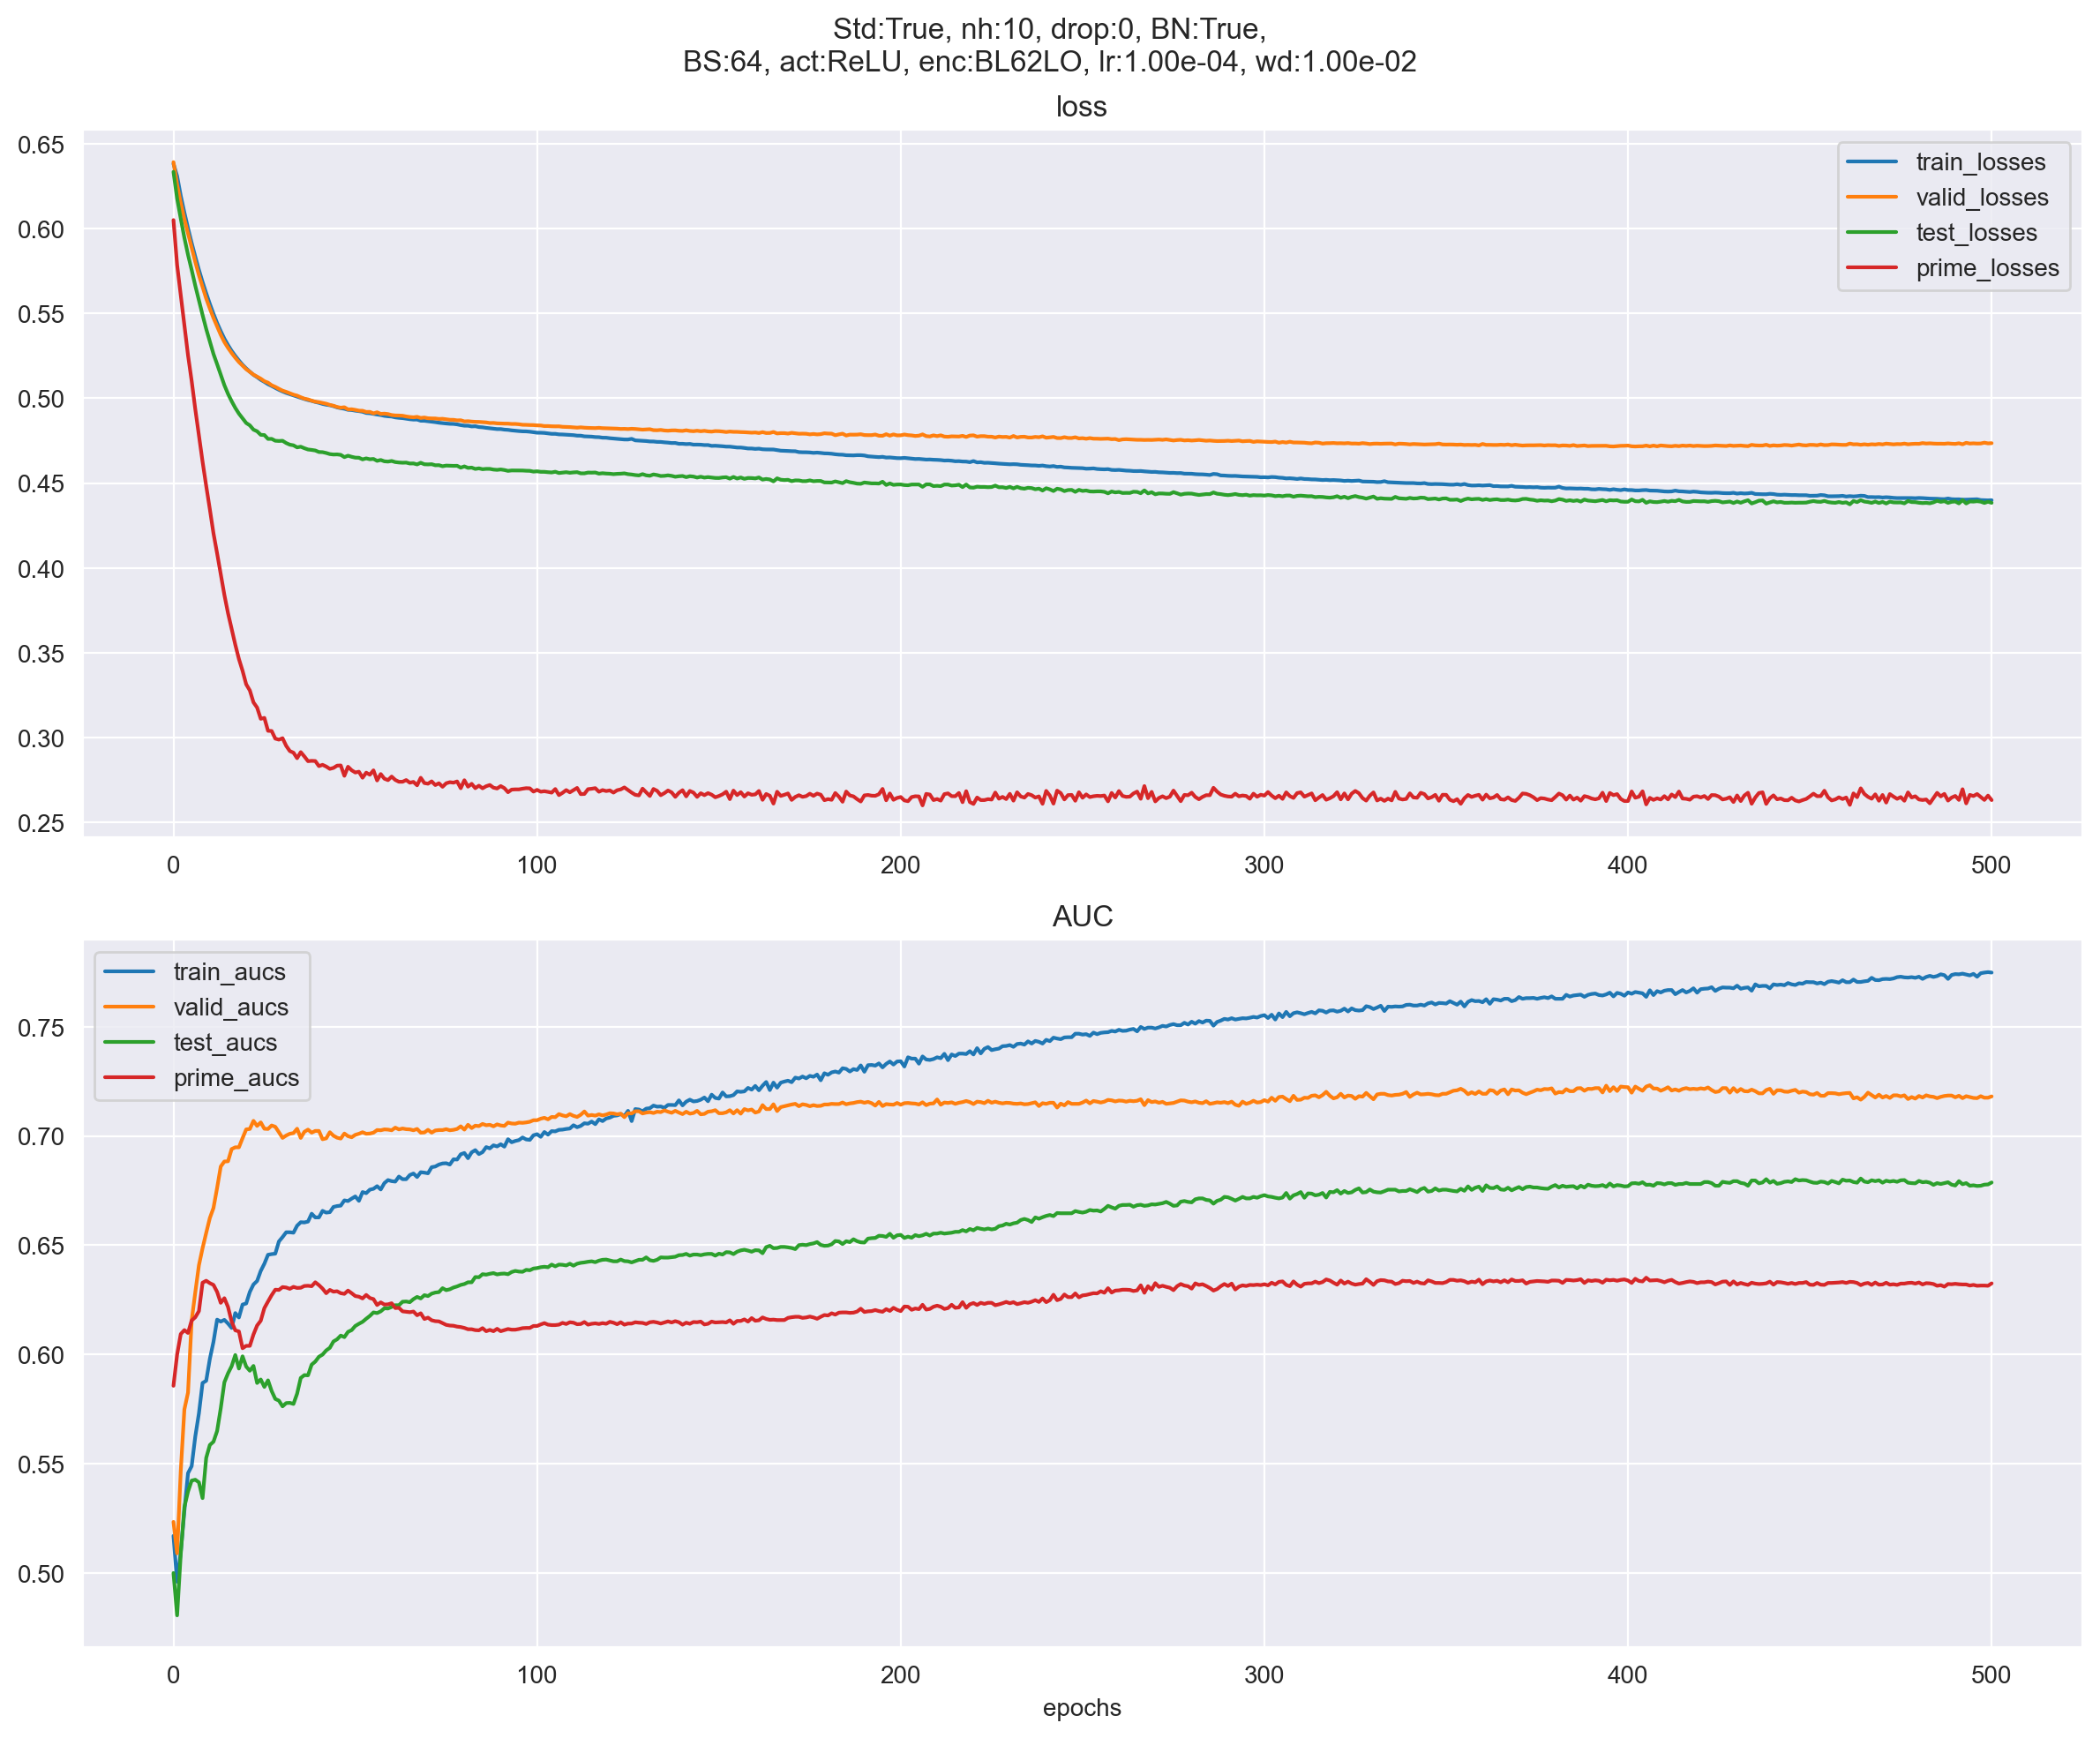 Std:True, nh:10, drop:0, BN:True,
BS:64, act:ReLU, enc:BL62LO, lr:1.00e-04, wd:1.00e-02
loss
0.65
0.60
0.55
0.50
0.45
0.40
0.35
0.30
0.25
train_losses
valid_losses
test_losses
prime_losses
0 100 200 300 400 500
AUC
train_aucs
valid_aucs
test_aucs
prime_aucs
0.75
0.70
0.65
0.60
0.55
0.50
0 100 200 300 400 500
epochs